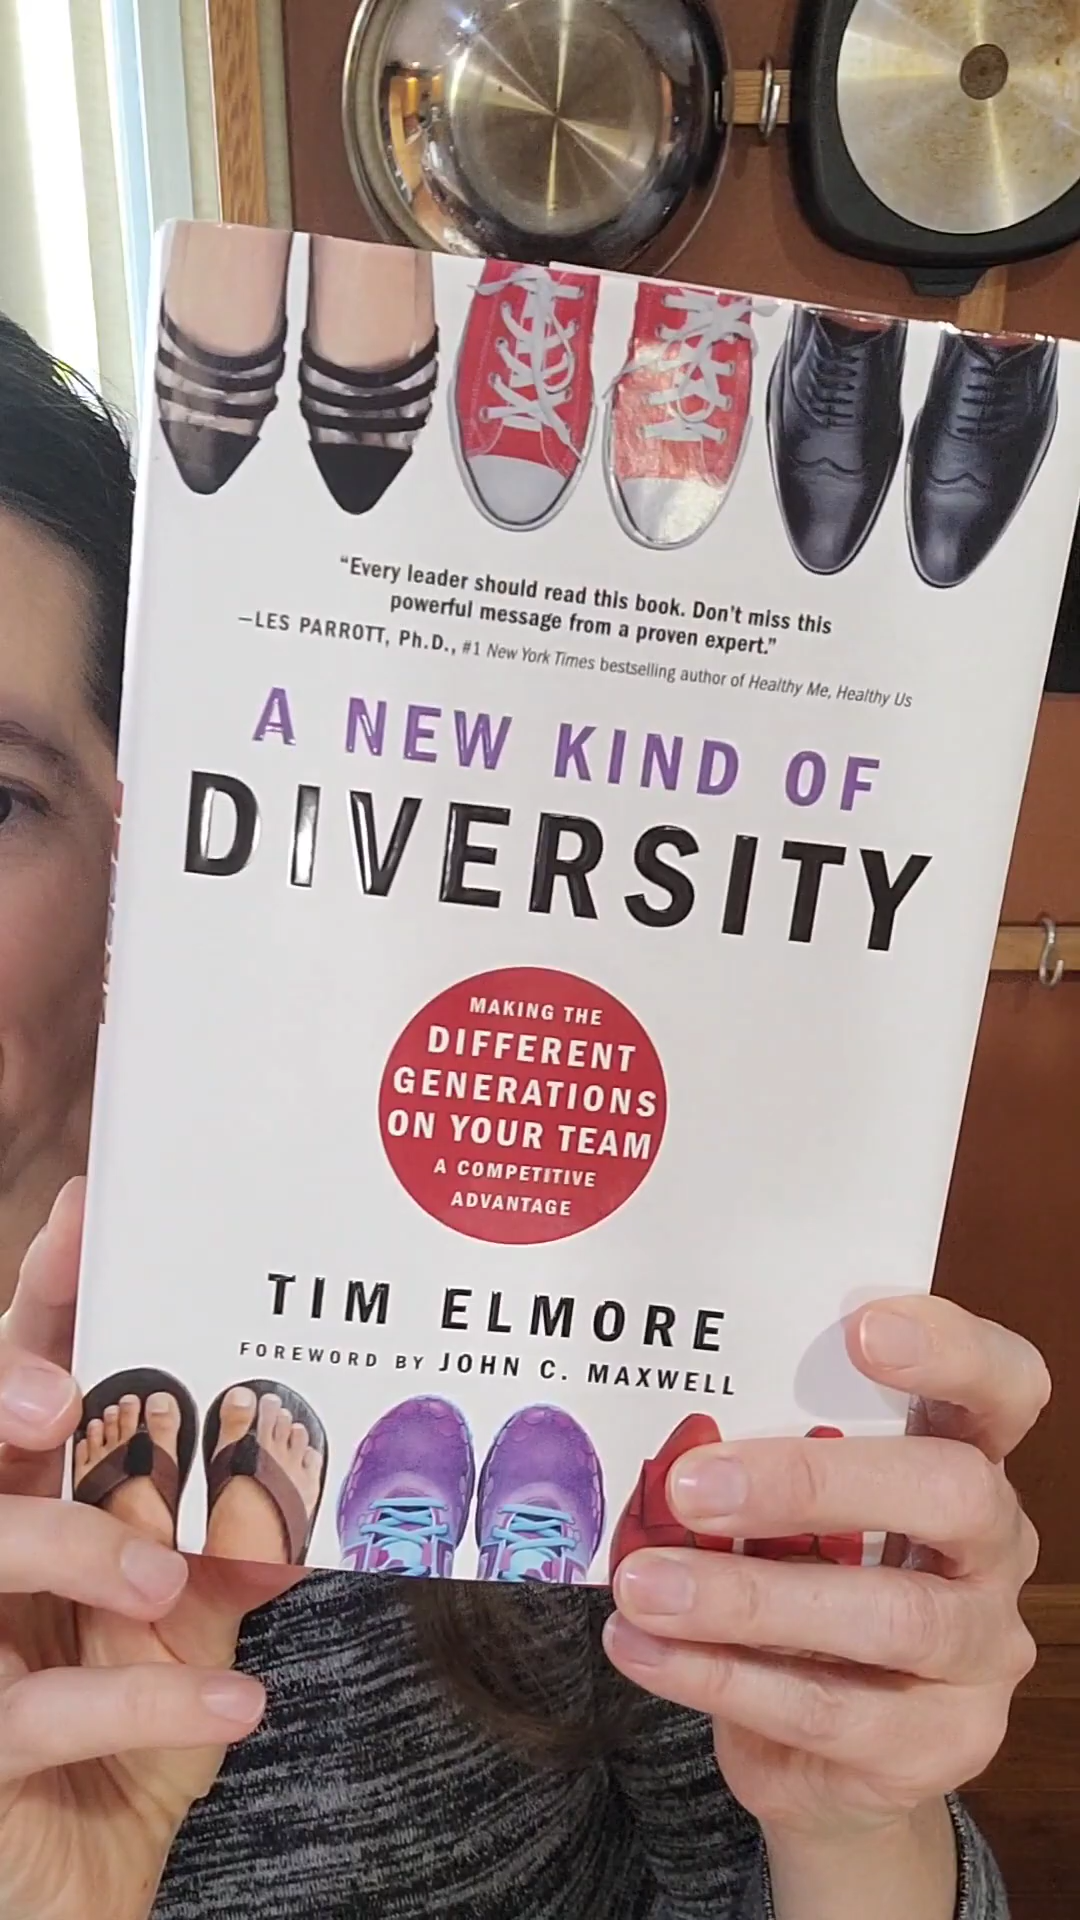 “Every leader should read this book. Don't miss this
powerful message from a proven expert.”
—LES PARROTT, Ph.D., #1 New York Times bestselling author of Healthy Me, Healthy Us
A NEW KIND OF
DIVERSITY
MAKING THE
DIFFERENT
GENERATIONS
ON YOUR TEAM
A COMPETITIVE
ADVANTAGE
TIM ELMORE
FOREWORD BY JOHN C. MAXWELL